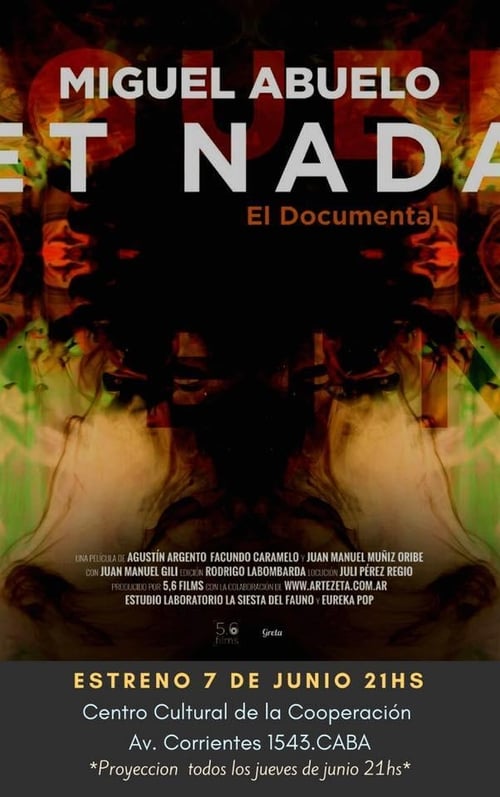 MIGUEL ABUELO
ET NADA
El Documental
UNA PELÍCULA DE AGUSTÍN ARGENTO FACUNDO CARAMELO Y JUAN MANUEL MUÑIZ ORIBE
CON JUAN MANUEL GILI EDICIÓN RODRIGO LABOMBARDA LOCUCIÓN JULI PÉREZ REGIO
PRODUCIDO POR 5,6 FILMS CON LA COLABORACIÓN DE WWW.ARTEZETA.COM.AR
ESTUDIO LABORATORIO LA SIESTA DEL FAUNO Y EUREKA POP
5.6 films Greta
ESTRENO 7 DE JUNIO 21HS
Centro Cultural de la Cooperación
Av. Corrientes 1543.CABA
*Proyeccion todos los jueves de junio 21hs*